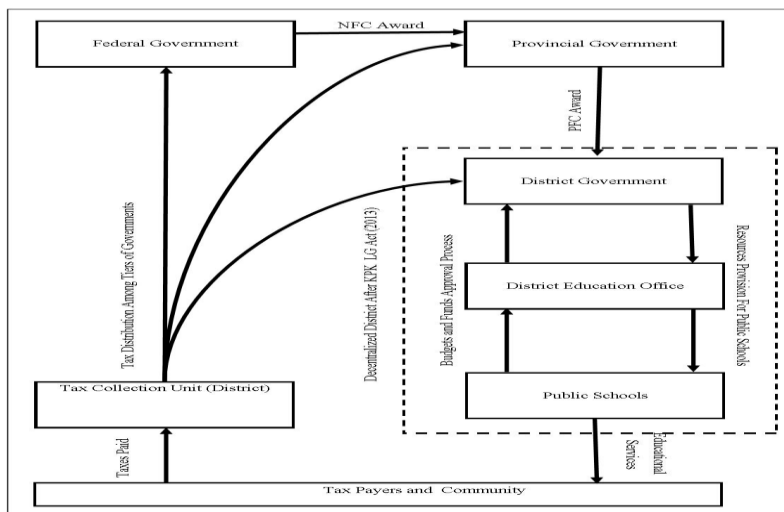 NFC Award
Federal Government
Provincial Government
PFC Award
District Government
Tax Distribution Among Tiers of Governments
Decentralized District After KPK LG Act (2013)
Budgets and Funds Approval Process
Resources Provision For Public Schools
District Education Office
Tax Collection Unit (District)
Public Schools
Taxes Paid
Educational
Services
Tax Payers and Community